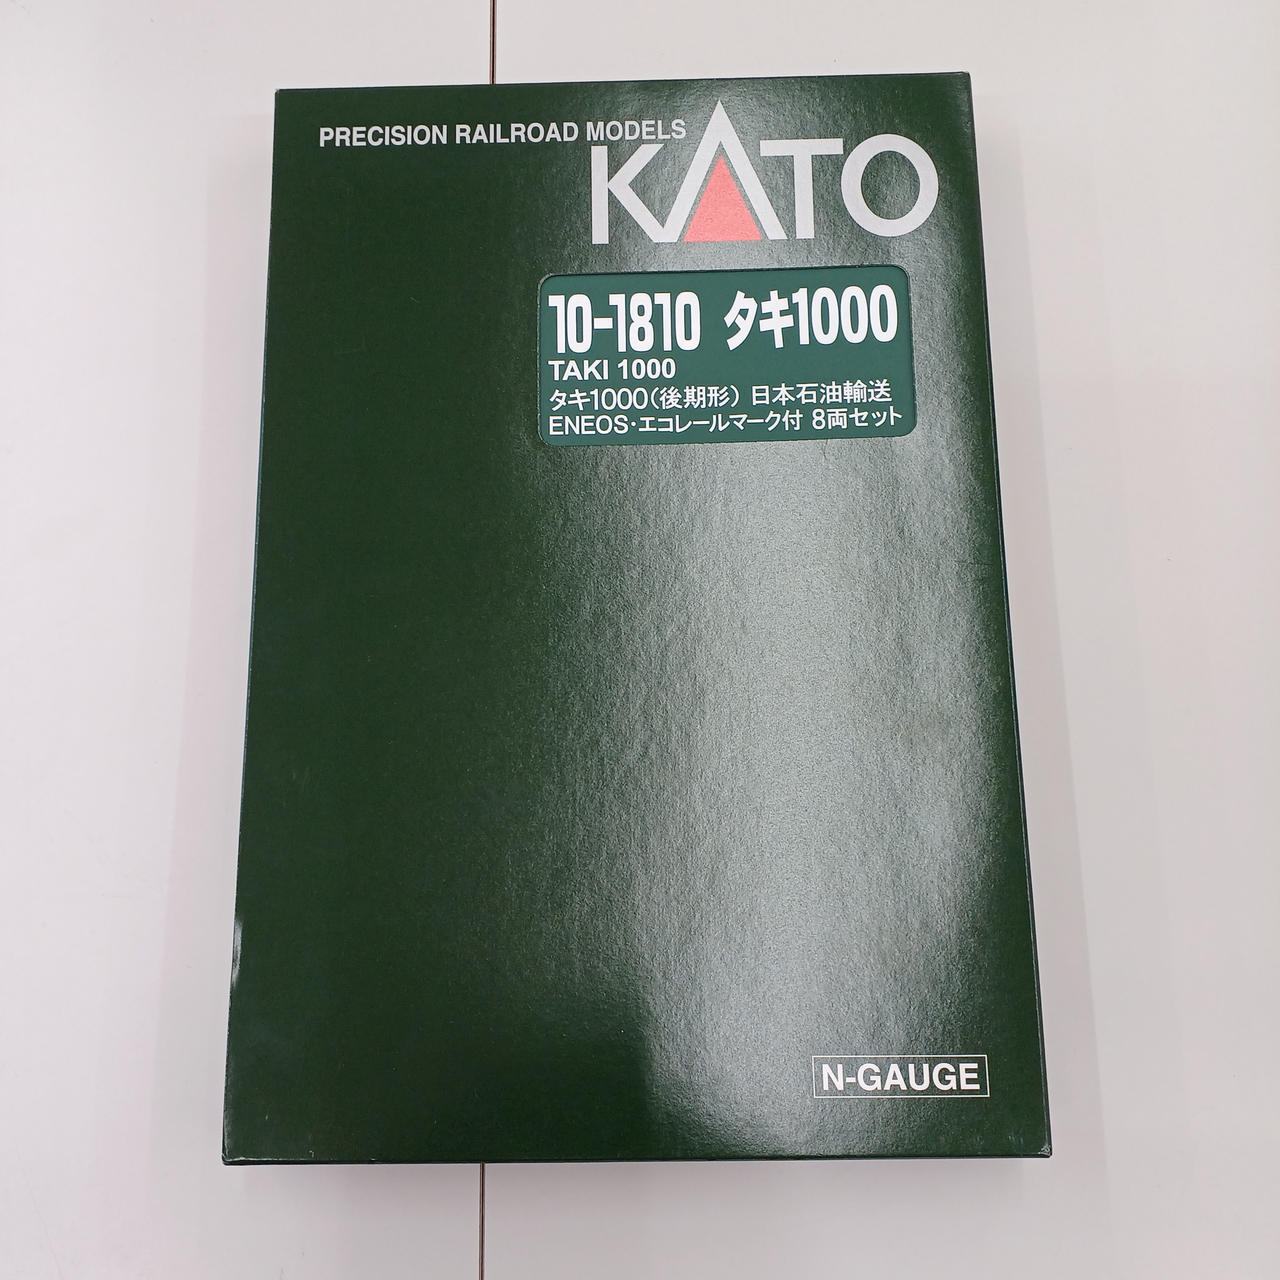 PRECISION RAILROAD MODELS
KATO
10-1810 タキ1000
TAKI 1000
タキ1000(後期形) 日本石油輸送
ENEOS・エコレールマーク付 8両セット
N-GAUGE